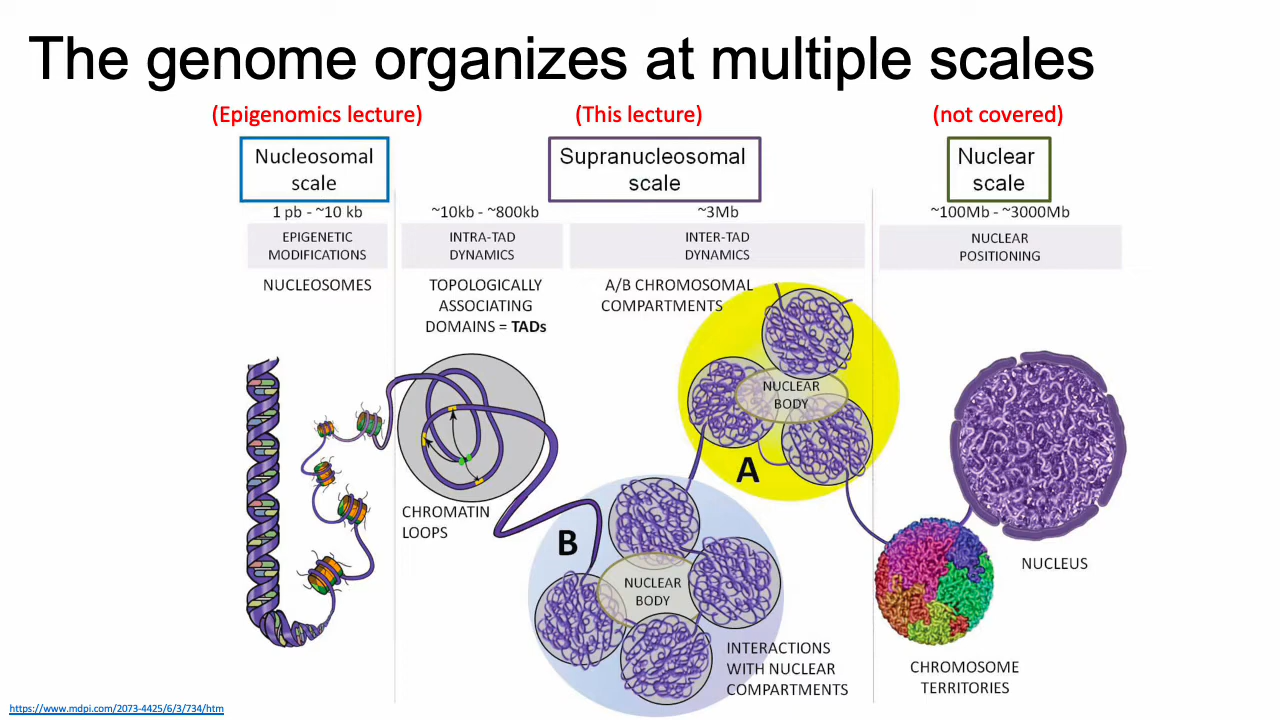 The genome organizes at multiple scales
(Epigenomics lecture)
(This lecture)
(not covered)
Nucleosomal
scale
Supranucleosomal
scale
Nuclear
scale
1 pb - ~10 kb
~10kb - ~800kb
~3Mb
~100Mb - ~3000Mb
EPIGENETIC
MODIFICATIONS
INTRA-TAD
DYNAMICS
INTER-TAD
DYNAMICS
NUCLEAR
POSITIONING
NUCLEOSOMES
TOPOLOGICALLY
ASSOCIATING
DOMAINS = TADs
A/B CHROMOSOMAL
COMPARTMENTS
NUCLEAR
BODY
A
CHROMATIN
LOOPS
B
NUCLEAR
BODY
NUCLEUS
INTERACTIONS
WITH NUCLEAR
COMPARTMENTS
CHROMOSOME
TERRITORIES
https://www.mdpi.com/2073-4425/6/3/734/htm